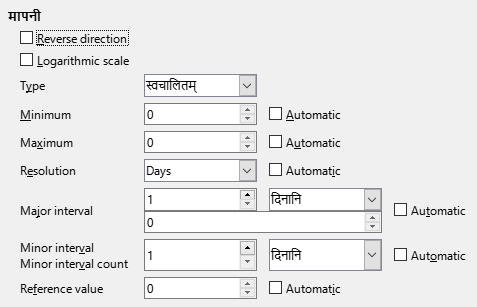 मापनी
Reverse direction
Logarithmic scale
Type स्वचालितम्
Minimum 0 Automatic
Maximum 0 Automatic
Resolution Days Automatic
Major interval 1 दिनानि Automatic
0
Minor interval
Minor interval count 1 दिनानि Automatic
Reference value 0 Automatic